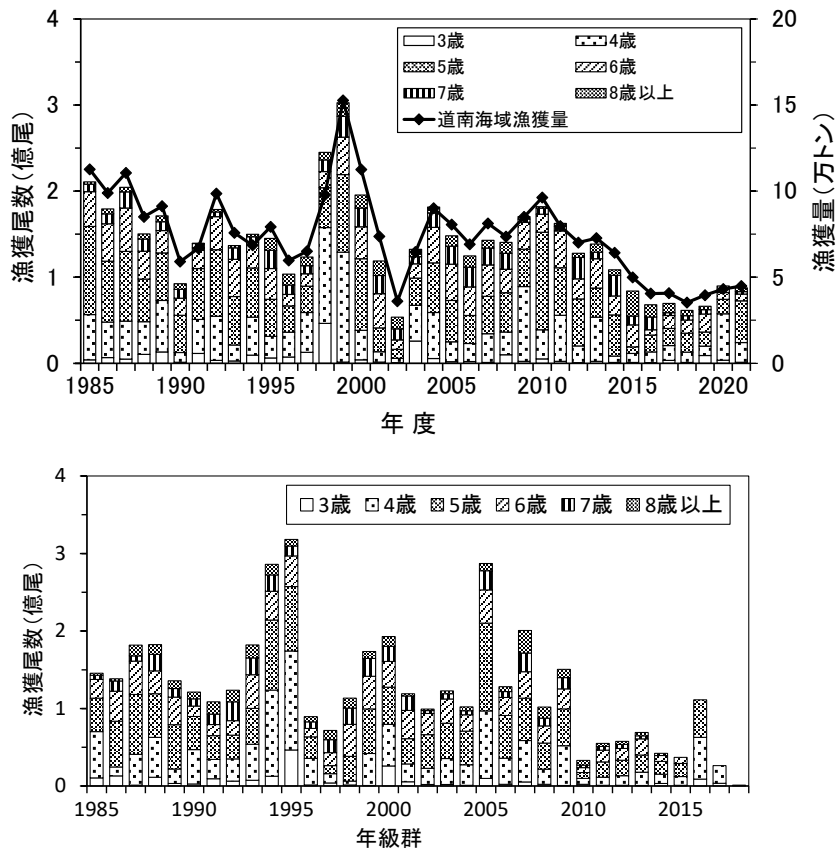 4
3
2
1
0
漁獲尾数(億尾)
3歳 4歳
5歳 6歳
7歳 8歳以上
道南海域漁獲量
20
15
10
5
0
漁獲量(万トン)
1985 1990 1995 2000 2005 2010 2015 2020
年 度
4
3
2
1
0
漁獲尾数(億尾)
3歳 4歳 5歳 6歳 7歳 8歳以上
1985 1990 1995 2000 2005 2010 2015
年級群